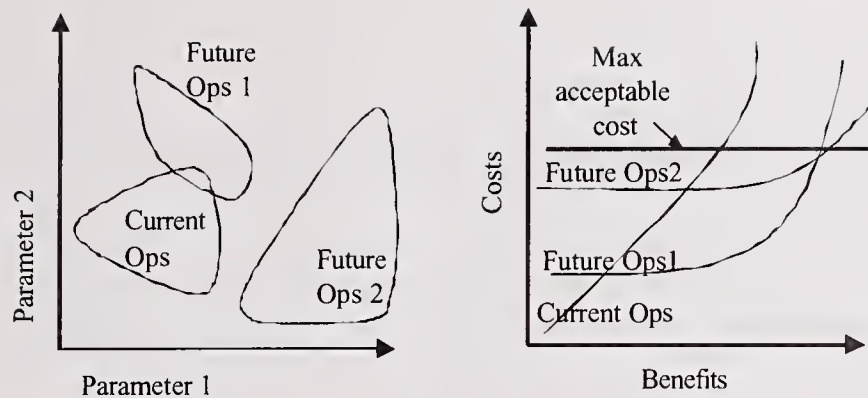 Future
Ops 1
Parameter 2
Current
Ops
Future
Ops 2
Parameter 1
Max
acceptable
cost
Costs
Future Ops2
Future Ops1
Current Ops
Benefits